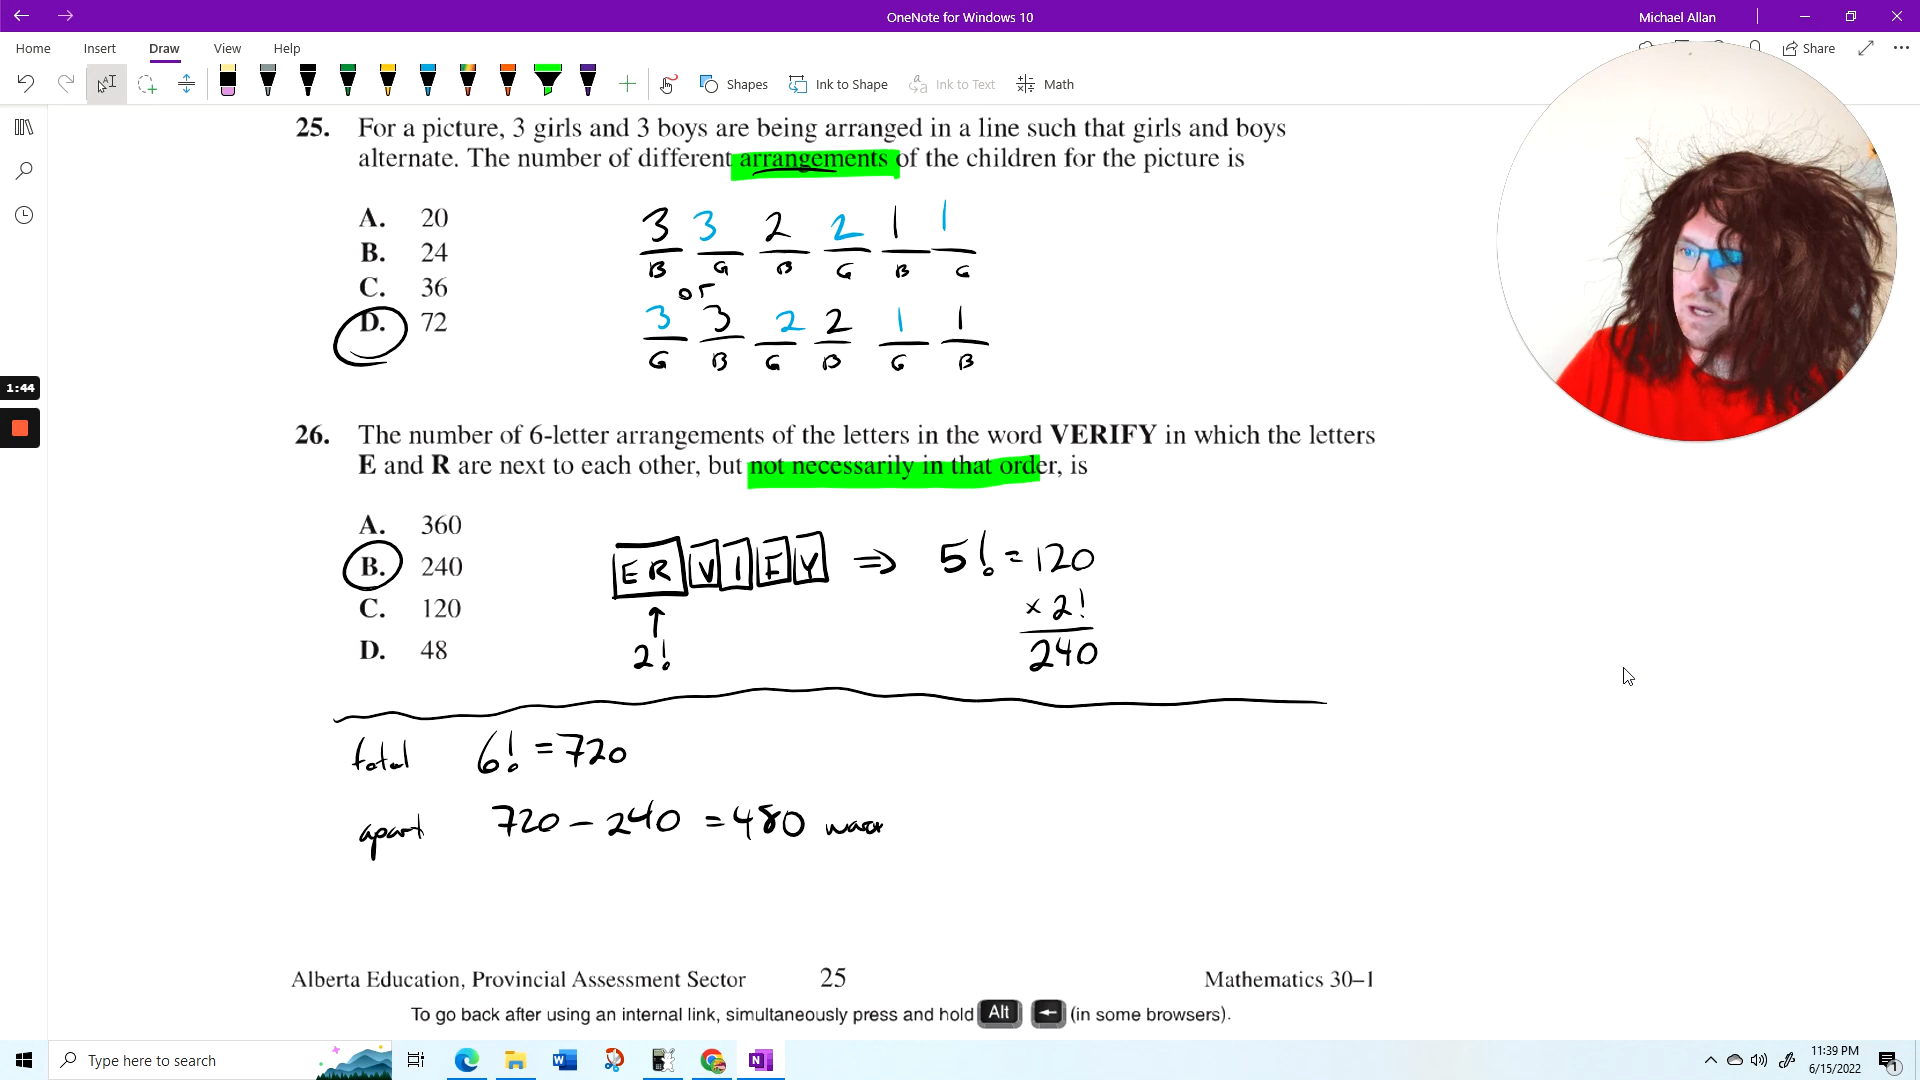 OneNote for Windows 10
Michael Allan
Home Insert Draw View Help
Share
Shapes Ink to Shape Ink to Text Math
25. For a picture, 3 girls and 3 boys are being arranged in a line such that girls and boys
alternate. The number of different arrangements of the children for the picture is
A. 20
B. 24
C. 36
D. 72
3 3 2 2 1 1
B G B G B G
or
3 3 2 2 1 1
G B G B G B
1:44
26. The number of 6-letter arrangements of the letters in the word VERIFY in which the letters
E and R are next to each other, but not necessarily in that order, is
A. 360
B. 240
C. 120
D. 48
E R V I F Y ⇒ 5! = 120
× 2!
240
2!
total 6! = 720
apart 720 - 240 = 480
Alberta Education, Provincial Assessment Sector 25 Mathematics 30–1
To go back after using an internal link, simultaneously press and hold Alt ← (in some browsers).
Type here to search
11:39 PM
6/15/2022
1